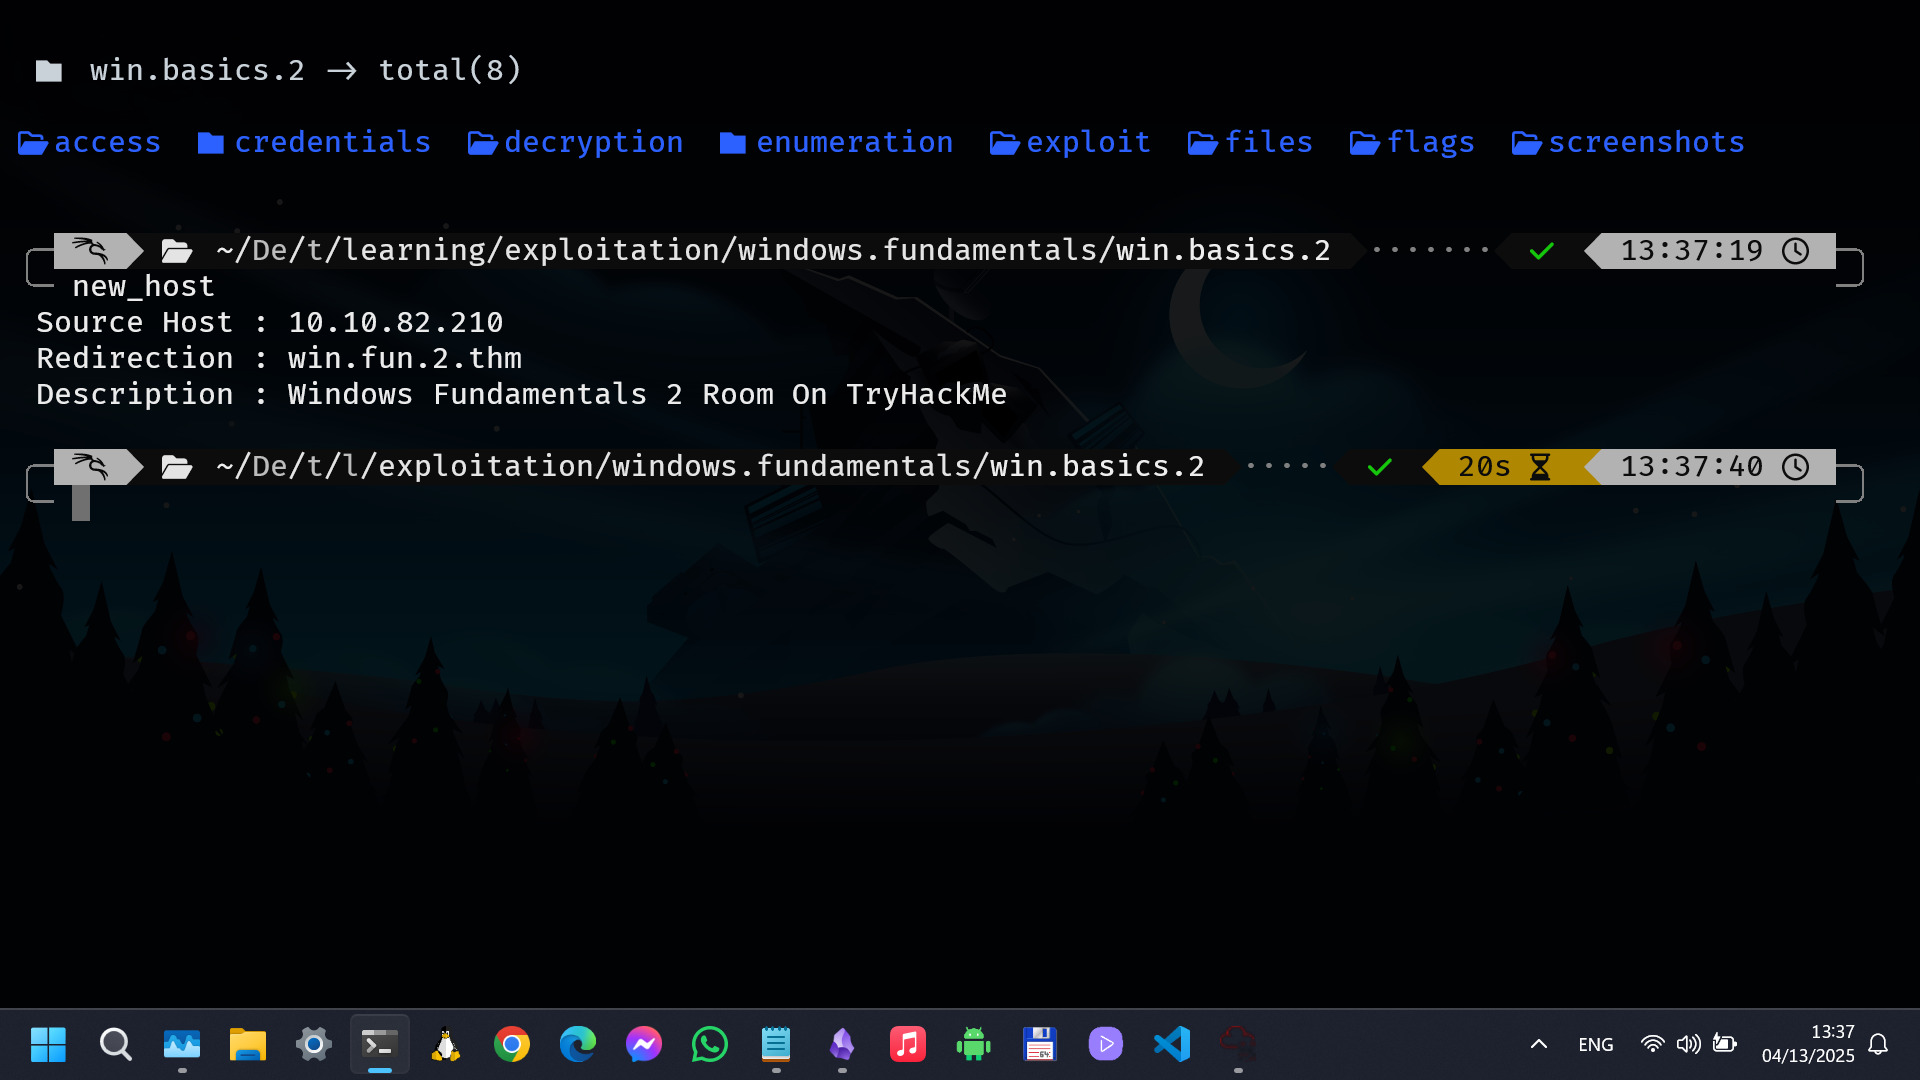 win.basics.2 → total(8)
access credentials decryption enumeration exploit files flags screenshots
~/De/t/learning/exploitation/windows.fundamentals/win.basics.2 ······· ✓ 13:37:19
new_host
Source Host : 10.10.82.210
Redirection : win.fun.2.thm
Description : Windows Fundamentals 2 Room On TryHackMe
~/De/t/l/exploitation/windows.fundamentals/win.basics.2 ····· ✓ 20s 13:37:40
ENG
13:37
04/13/2025